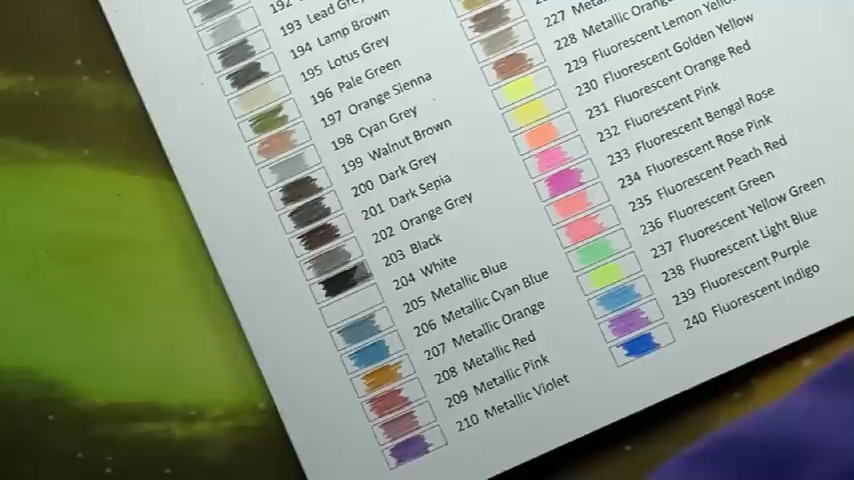 192
193 Lead Grey
194 Lamp Brown
195 Lotus Grey
196 Pale Green
197 Orange Sienna
198 Cyan Grey
199 Walnut Brown
200 Dark Grey
201 Dark Sepia
202 Orange Grey
203 Black
204 White
205 Metallic Blue
206 Metallic Cyan Blue
207 Metallic Orange
208 Metallic Red
209 Metallic Pink
210 Metallic Violet
227
228 Metallic Orange
229 Fluorescent Lemon Yellow
230 Fluorescent Golden Yellow
231 Fluorescent Orange Red
232 Fluorescent Pink
233 Fluorescent Bengal Rose
234 Fluorescent Rose Pink
235 Fluorescent Peach Red
236 Fluorescent Green
237 Fluorescent Yellow Green
238 Fluorescent Light Blue
239 Fluorescent Purple
240 Fluorescent Indigo